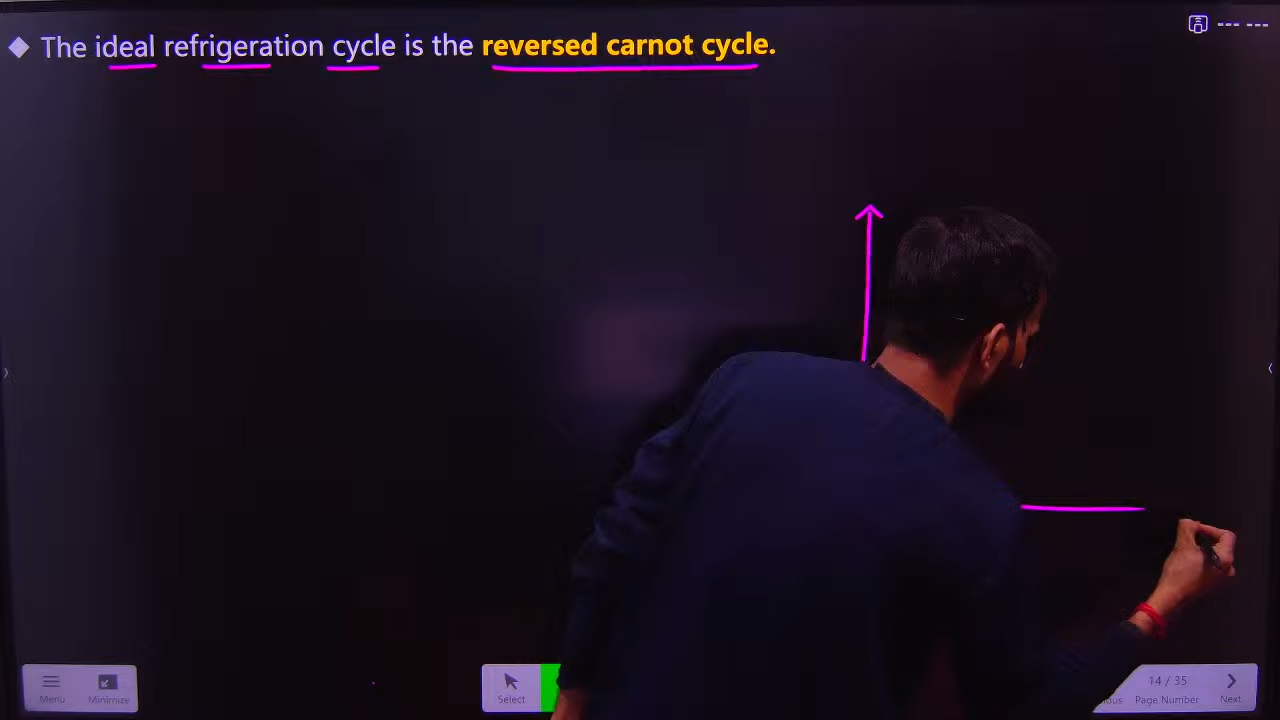 The ideal refrigeration cycle is the reversed carnot cycle.
Menu
Minimize
Select
14 / 35
Page Number
Next